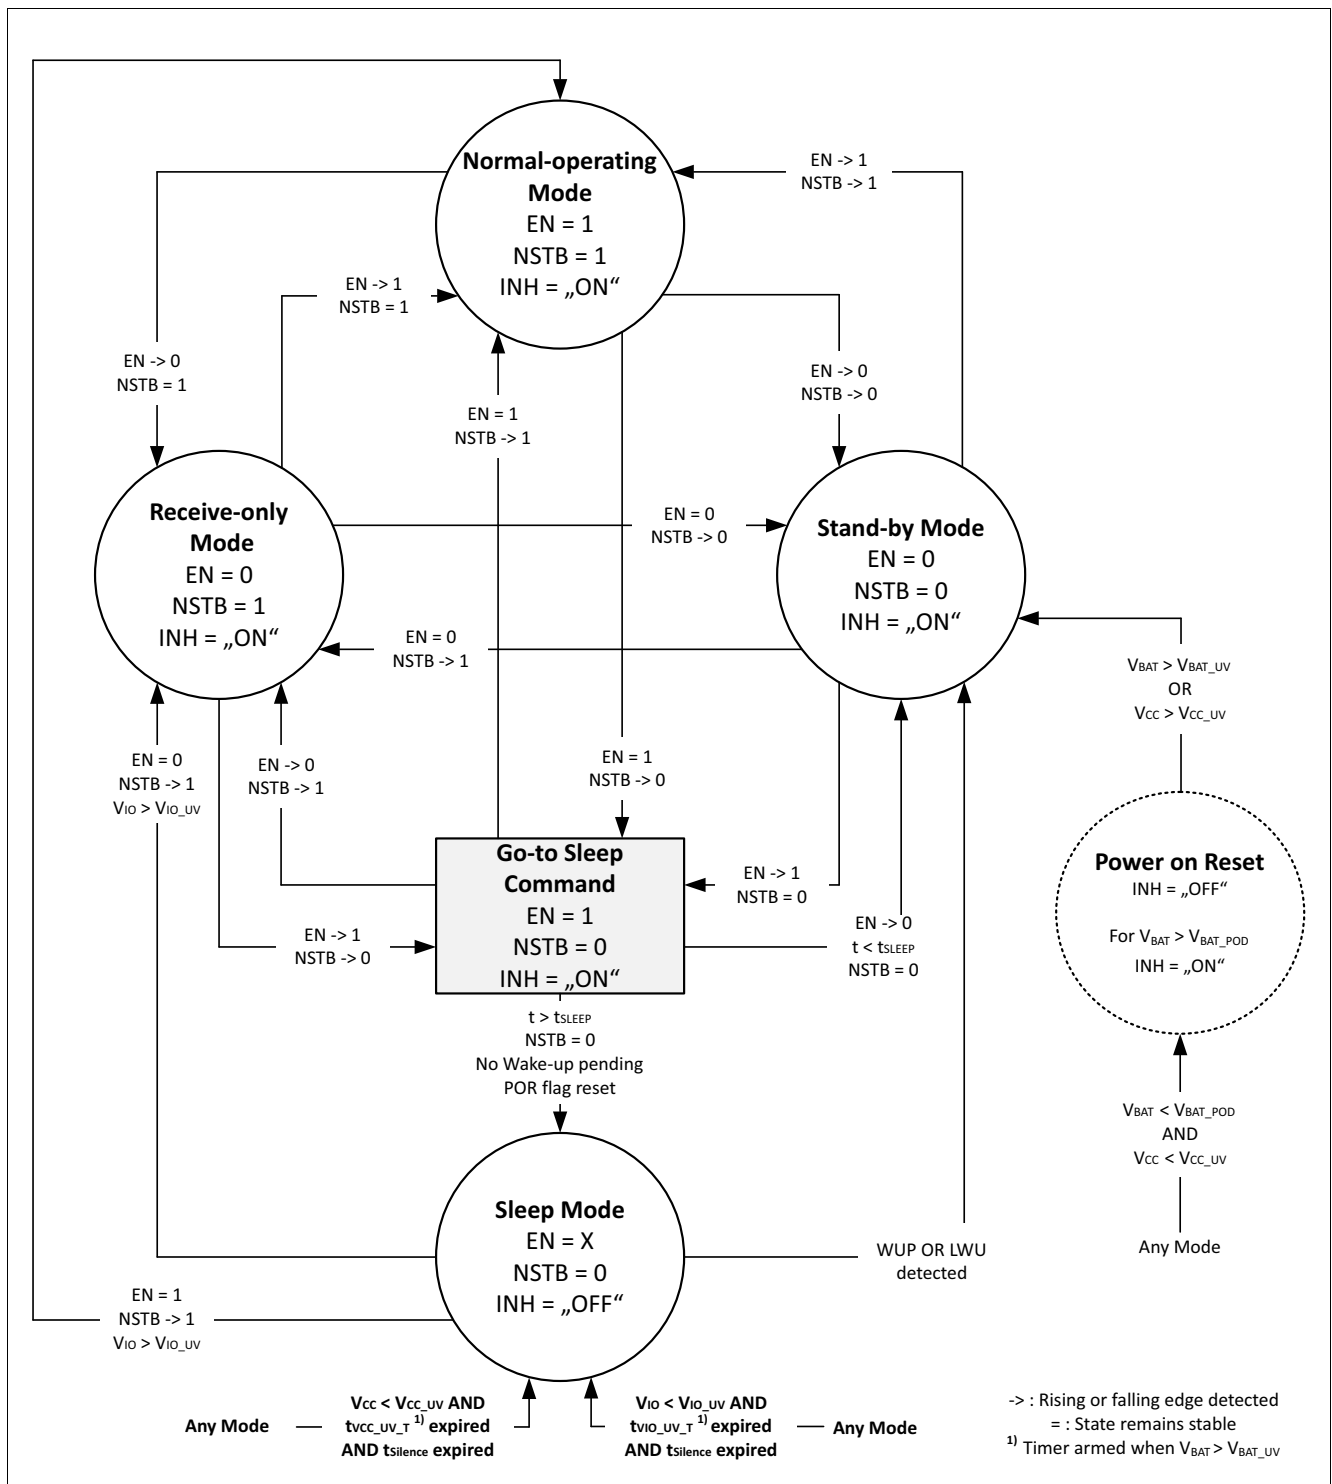 Normal-operating
Mode
EN = 1
NSTB = 1
INH = „ON“
EN -> 1
NSTB -> 1
EN -> 1
NSTB = 1
EN -> 0
NSTB = 1
EN -> 0
NSTB -> 0
EN = 1
NSTB -> 1
Receive-only
Mode
EN = 0
NSTB = 1
INH = „ON“
EN = 0
NSTB -> 0
Stand-by Mode
EN = 0
NSTB = 0
INH = „ON“
EN = 0
NSTB -> 1
VBAT > VBAT_UV
OR
VCC > VCC_UV
EN = 0
NSTB -> 1
VIO > VIO_UV
EN -> 0
NSTB -> 1
EN = 1
NSTB -> 0
Go-to Sleep
Command
EN = 1
NSTB = 0
INH = „ON“
EN -> 1
NSTB = 0
EN -> 1
NSTB -> 0
EN -> 0
t < tSLEEP
NSTB = 0
Power on Reset
INH = „OFF“
For VBAT > VBAT_POD
INH = „ON“
t > tSLEEP
NSTB = 0
No Wake-up pending
POR flag reset
VBAT < VBAT_POD
AND
VCC < VCC_UV
Any Mode
Sleep Mode
EN = X
NSTB = 0
INH = „OFF“
WUP OR LWU
detected
EN = 1
NSTB -> 1
VIO > VIO_UV
Any Mode
VCC < VCC_UV AND
tVCC_UV_T 1) expired
AND tSilence expired
VIO < VIO_UV AND
tVIO_UV_T 1) expired
AND tSilence expired
Any Mode
-> : Rising or falling edge detected
= : State remains stable
1) Timer armed when VBAT > VBAT_UV